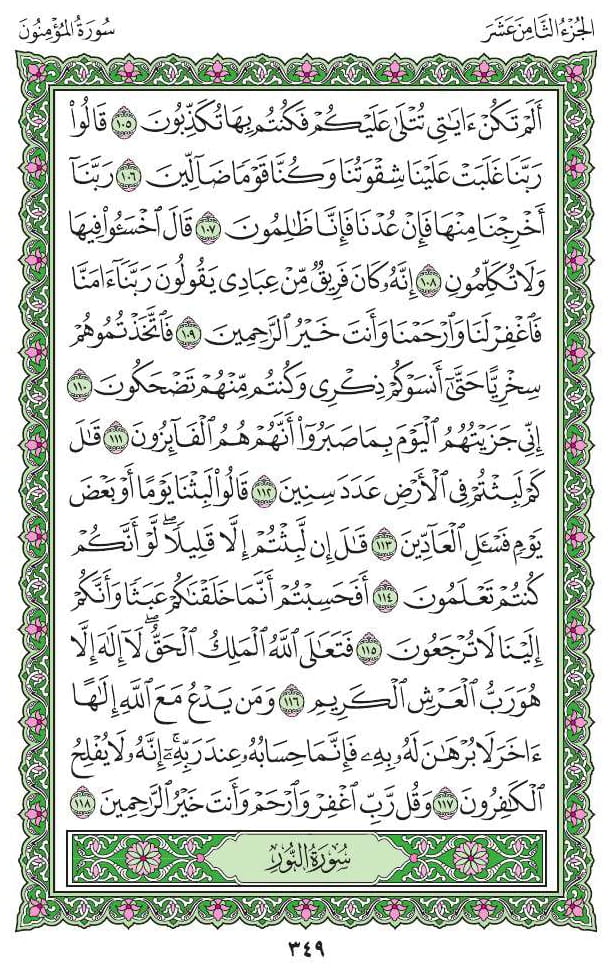 الجزء الثامن عشر
سورة المؤمنون
أَلَمْ تَكُنْ ءَايَٰتِى تُتْلَىٰ عَلَيْكُمْ فَكُنتُم بِهَا تُكَذِّبُونَ ١٠٥ قَالُوا۟
رَبَّنَا غَلَبَتْ عَلَيْنَا شِقْوَتُنَا وَكُنَّا قَوْمًا ضَآلِّينَ ١٠٦ رَبَّنَآ
أَخْرِجْنَا مِنْهَا فَإِنْ عُدْنَا فَإِنَّا ظَٰلِمُونَ ١٠٧ قَالَ ٱخْسَـُٔوا۟ فِيهَا
وَلَا تُكَلِّمُونِ ١٠٨ إِنَّهُۥ كَانَ فَرِيقٌ مِّنْ عِبَادِى يَقُولُونَ رَبَّنَآ ءَامَنَّا
فَٱغْفِرْ لَنَا وَٱرْحَمْنَا وَأَنتَ خَيْرُ ٱلرَّٰحِمِينَ ١٠٩ فَٱتَّخَذْتُمُوهُمْ
سِخْرِيًّا حَتَّىٰٓ أَنسَوْكُمْ ذِكْرِى وَكُنتُم مِّنْهُمْ تَضْحَكُونَ ١١٠
إِنِّى جَزَيْتُهُمُ ٱلْيَوْمَ بِمَا صَبَرُوٓا۟ أَنَّهُمْ هُمُ ٱلْفَآئِزُونَ ١١١ قَٰلَ
كَمْ لَبِثْتُمْ فِى ٱلْأَرْضِ عَدَدَ سِنِينَ ١١٢ قَالُوا۟ لَبِثْنَا يَوْمًا أَوْ بَعْضَ
يَوْمٍ فَسْـَٔلِ ٱلْعَآدِّينَ ١١٣ قَٰلَ إِن لَّبِثْتُمْ إِلَّا قَلِيلًا ۖ لَّوْ أَنَّكُمْ
كُنتُمْ تَعْلَمُونَ ١١٤ أَفَحَسِبْتُمْ أَنَّمَا خَلَقْنَٰكُمْ عَبَثًا وَأَنَّكُمْ
إِلَيْنَا لَا تُرْجَعُونَ ١١٥ فَتَعَٰلَى ٱللَّهُ ٱلْمَلِكُ ٱلْحَقُّ ۖ لَآ إِلَٰهَ إِلَّا
هُوَ رَبُّ ٱلْعَرْشِ ٱلْكَرِيمِ ١١٦ وَمَن يَدْعُ مَعَ ٱللَّهِ إِلَٰهًا
ءَاخَرَ لَا بُرْهَٰنَ لَهُۥ بِهِۦ فَإِنَّمَا حِسَابُهُۥ عِندَ رَبِّهِۦٓ ۚ إِنَّهُۥ لَا يُفْلِحُ
ٱلْكَٰفِرُونَ ١١٧ وَقُل رَّبِّ ٱغْفِرْ وَٱرْحَمْ وَأَنتَ خَيْرُ ٱلرَّٰحِمِينَ ١١٨
سُورَةُ النُّورِ
٣٤٩